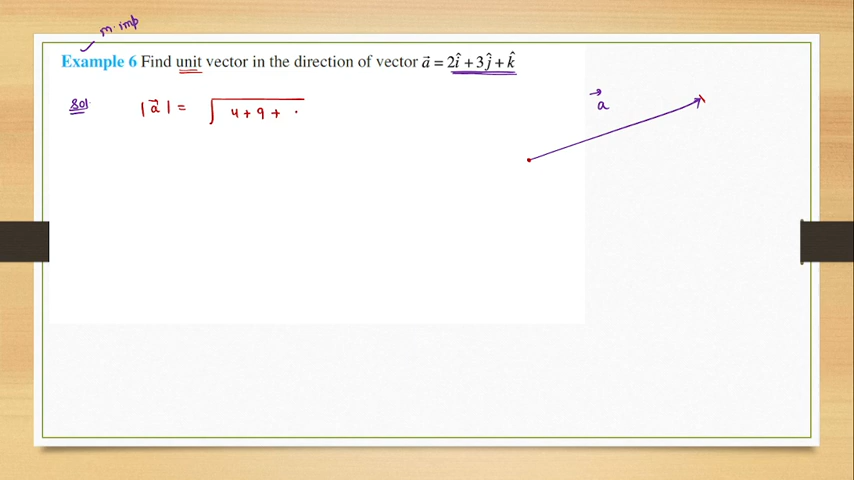 m. imp
Example 6 Find unit vector in the direction of vector a⃗ = 2î + 3ĵ + k̂
Sol.
|a⃗| = √4 + 9 + .
a⃗